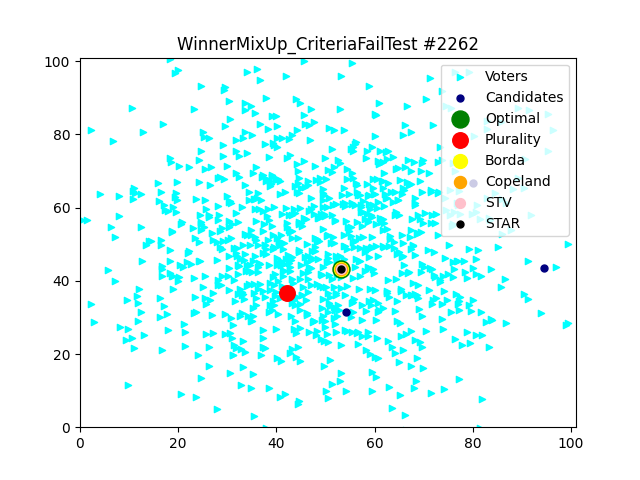 WinnerMixUp_CriteriaFailTest #2262
Voters
Candidates
Optimal
Plurality
Borda
Copeland
STV
STAR
100
80
60
40
20
0
0 20 40 60 80 100